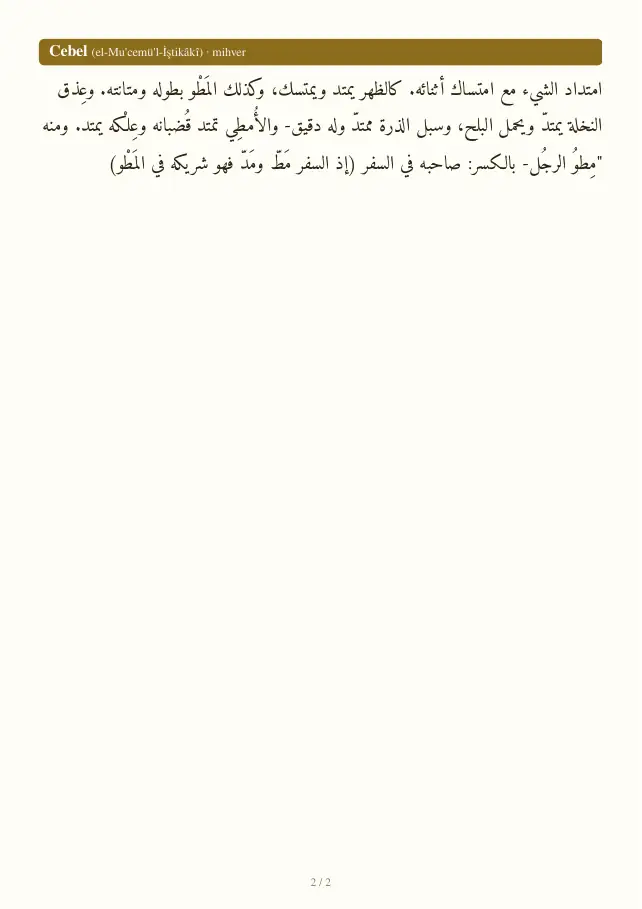 Cebel (el-Mu'cemü'l-İştikâkî) · mihver
امتداد الشيء مع امتساك أثنائه. كالظهر يمتد ويمتسك، وكذلك المَطْو بطوله ومتانته. وعِذق
النخلة يمتدّ ويحمل البلح، وسبل الذرة ممتدّ وله دقيق- والأُمطِي تمتد قُضبانه وعِلْكه يمتد. ومنه
"مِطوُ الرجُل- بالكسر: صاحبه في السفر (إذ السفر مَطّ ومَدّ فهو شريكه في المَطْو)
2 / 2